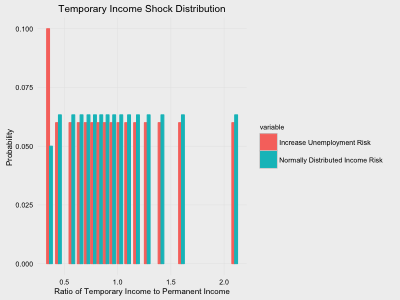 Temporary Income Shock Distribution
0.100
0.075
0.050
0.025
0.000
Probability
0.5 1.0 1.5 2.0
Ratio of Temporary Income to Permanent Income
variable
Increase Unemployment Risk
Normally Distributed Income Risk